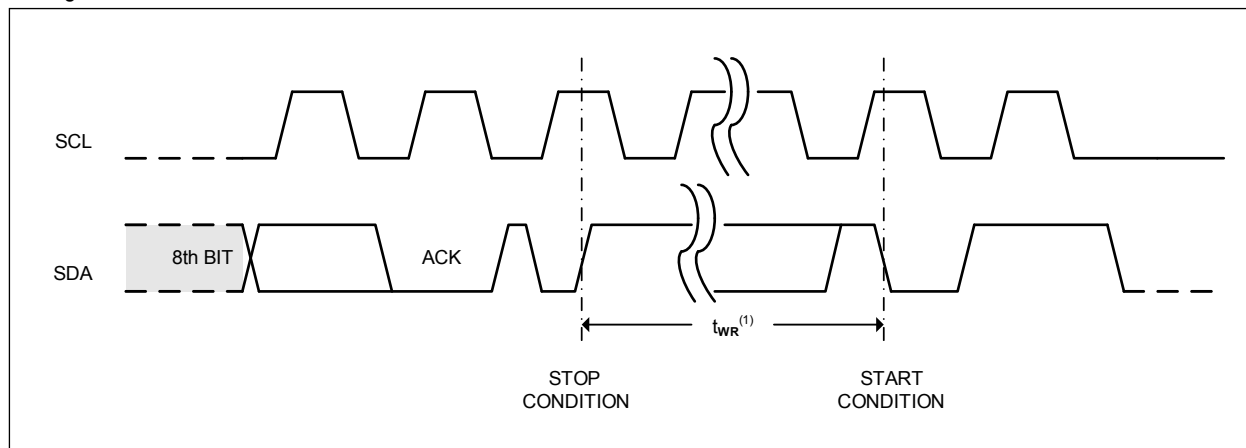 SCL
SDA
8th BIT
ACK
tWR(1)
STOP
CONDITION
START
CONDITION